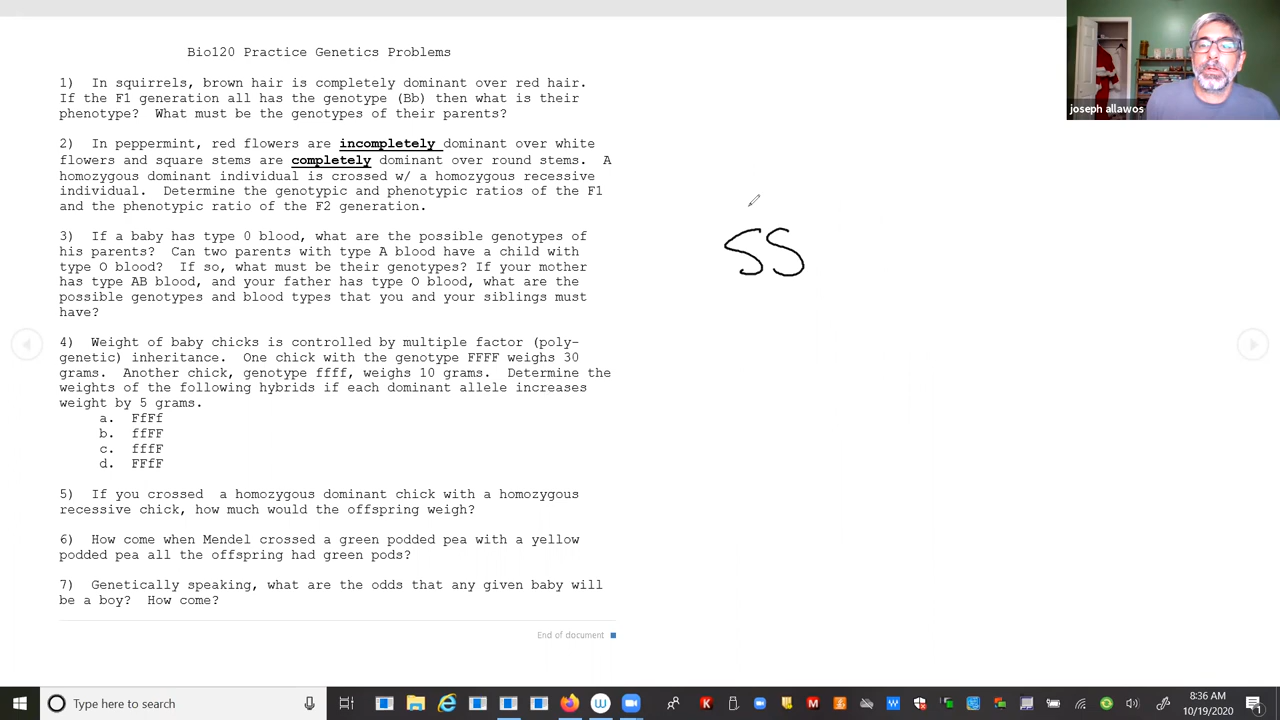 Bio120 Practice Genetics Problems
1) In squirrels, brown hair is completely dominant over red hair.
If the F1 generation all has the genotype (Bb) then what is their
phenotype? What must be the genotypes of their parents?
2) In peppermint, red flowers are incompletely dominant over white
flowers and square stems are completely dominant over round stems. A
homozygous dominant individual is crossed w/ a homozygous recessive
individual. Determine the genotypic and phenotypic ratios of the F1
and the phenotypic ratio of the F2 generation.
3) If a baby has type 0 blood, what are the possible genotypes of
his parents? Can two parents with type A blood have a child with
type O blood? If so, what must be their genotypes? If your mother
has type AB blood, and your father has type O blood, what are the
possible genotypes and blood types that you and your siblings must
have?
4) Weight of baby chicks is controlled by multiple factor (poly-
genetic) inheritance. One chick with the genotype FFFF weighs 30
grams. Another chick, genotype ffff, weighs 10 grams. Determine the
weights of the following hybrids if each dominant allele increases
weight by 5 grams.
a. FfFf
b. ffFF
c. fffF
d. FFfF
5) If you crossed a homozygous dominant chick with a homozygous
recessive chick, how much would the offspring weigh?
6) How come when Mendel crossed a green podded pea with a yellow
podded pea all the offspring had green pods?
7) Genetically speaking, what are the odds that any given baby will
be a boy? How come?
End of document
SS
joseph allawos
Type here to search
8:36 AM
10/19/2020